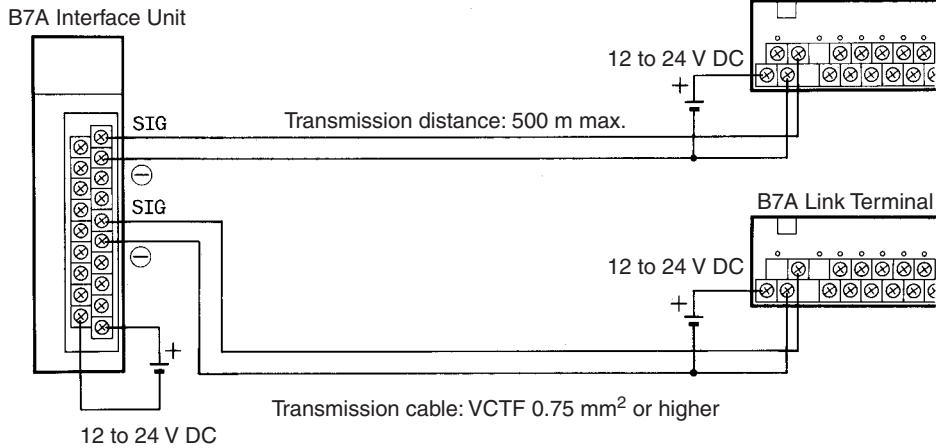 B7A Interface Unit
12 to 24 V DC
+
SIG
Transmission distance: 500 m max.
⊖
SIG
B7A Link Terminal
⊖
12 to 24 V DC
+
+
Transmission cable: VCTF 0.75 mm² or higher
12 to 24 V DC